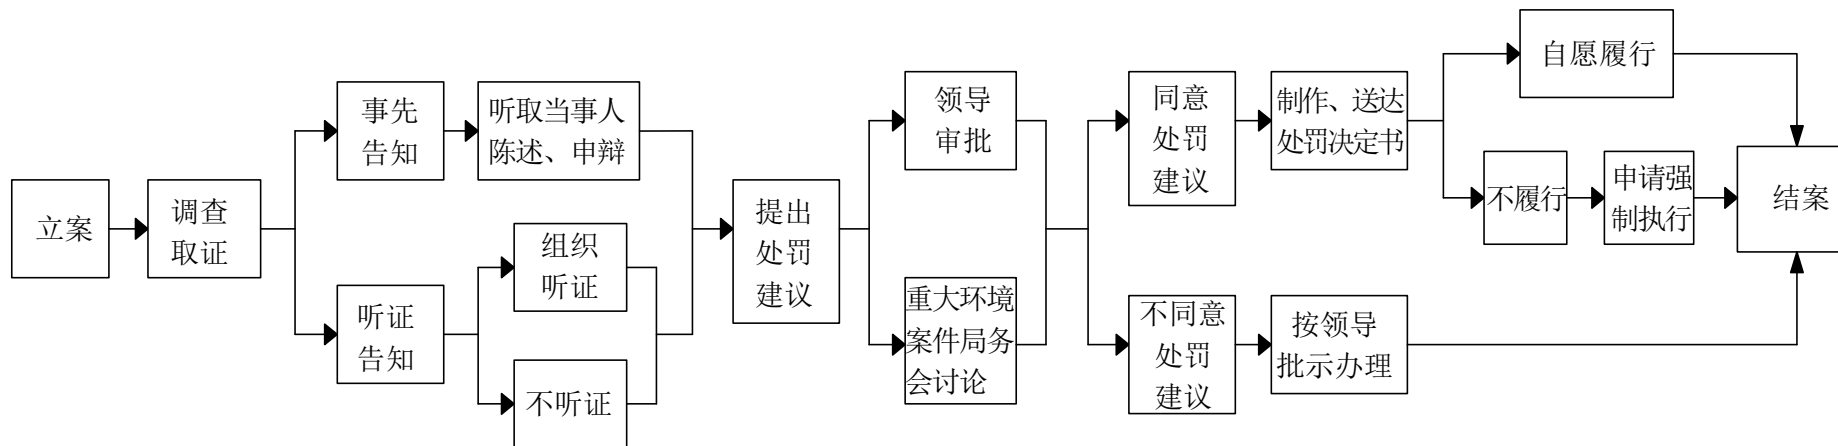 立案
调查
取证
事先
告知
听取当事人
陈述、申辩
听证
告知
组织
听证
不听证
提出
处罚
建议
领导
审批
重大环境
案件局务
会讨论
同意
处罚
建议
不同意
处罚
建议
制作、送达
处罚决定书
按领导
批示办理
自愿履行
不履行
申请强
制执行
结案